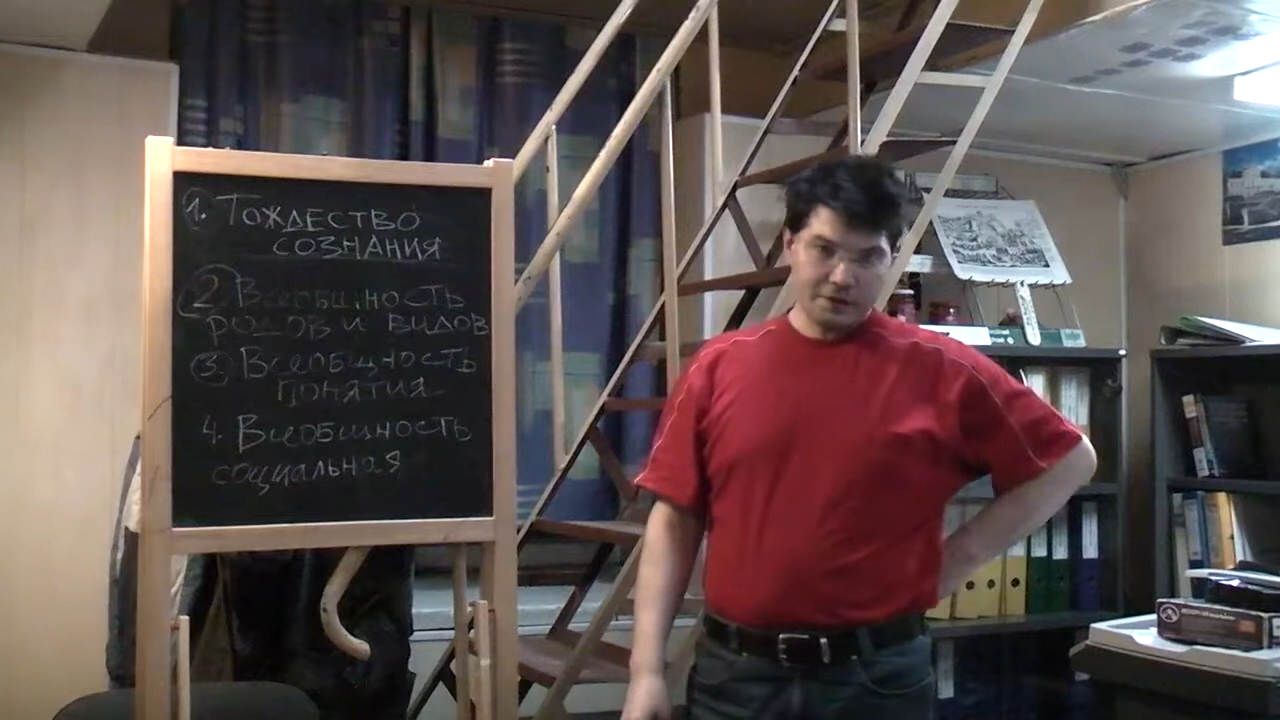 1. Тождество
сознания
2. Всеобщность
родов и видов
3. Всеобщность
понятия
4. Всеобщность
социальная